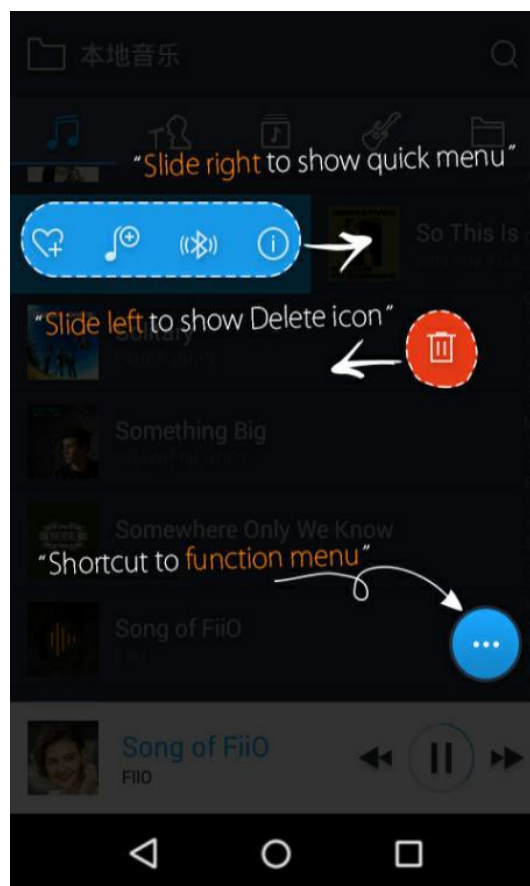 本地音乐
“Slide right to show quick menu”
So This Is
“Slide left to show Delete icon”
Solitary
Something Big
Somewhere Only We Know
“Shortcut to function menu”
Song of FiiO
Song of FiiO
FIIO